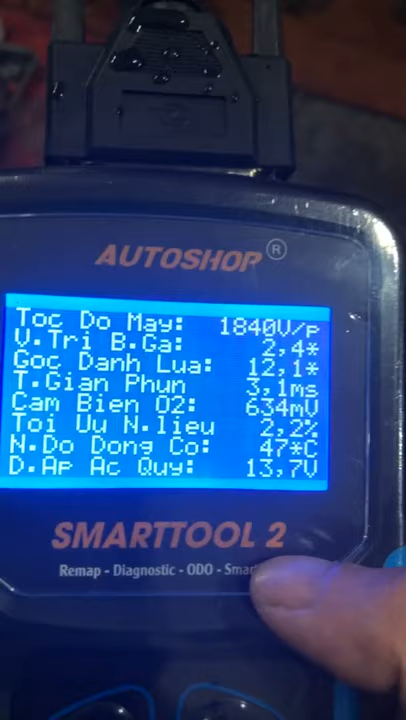 AUTOSHOP®
Toc Do May: 1840V/p
V.Tri B.Ga: 2,4*
Goc Danh Lua: 12,1*
T.Gian Phun 3,1ms
Cam Bien O2: 634mV
Toi Uu N.lieu 2,2%
N.Do Dong Co: 47*C
D.Ap Ac Quy: 13,7V
SMARTTOOL 2
Remap - Diagnostic - ODO -